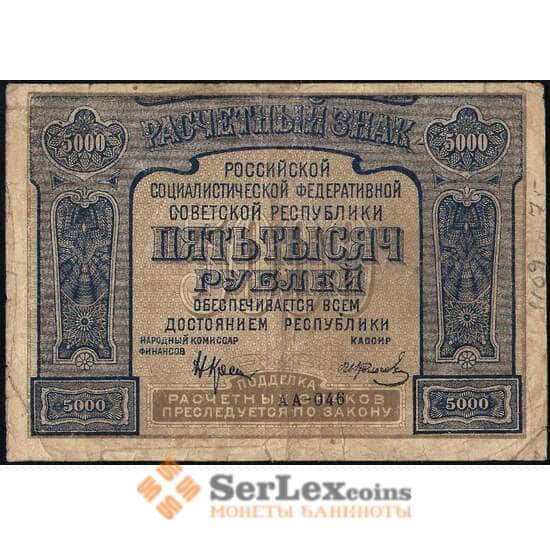 РАСЧЕТНЫЙ ЗНАК
5000 5000
РОССИЙСКОЙ
СОЦИАЛИСТИЧЕСКОЙ ФЕДЕРАТИВНОЙ
СОВЕТСКОЙ РЕСПУБЛИКИ
ПЯТЬ ТЫСЯЧ
РУБЛЕЙ
ОБЕСПЕЧИВАЕТСЯ ВСЕМ
ДОСТОЯНИЕМ РЕСПУБЛИКИ
НАРОДНЫЙ КОМИССАР
ФИНАНСОВ
КАССИР
ПОДДЕЛКА
РАСЧЕТНЫХ ЗНАКОВ
ПРЕСЛЕДУЕТСЯ ПО ЗАКОНУ
АА-046
5000 5000
SerLexcoins
МОНЕТЫ БАНКНОТЫ